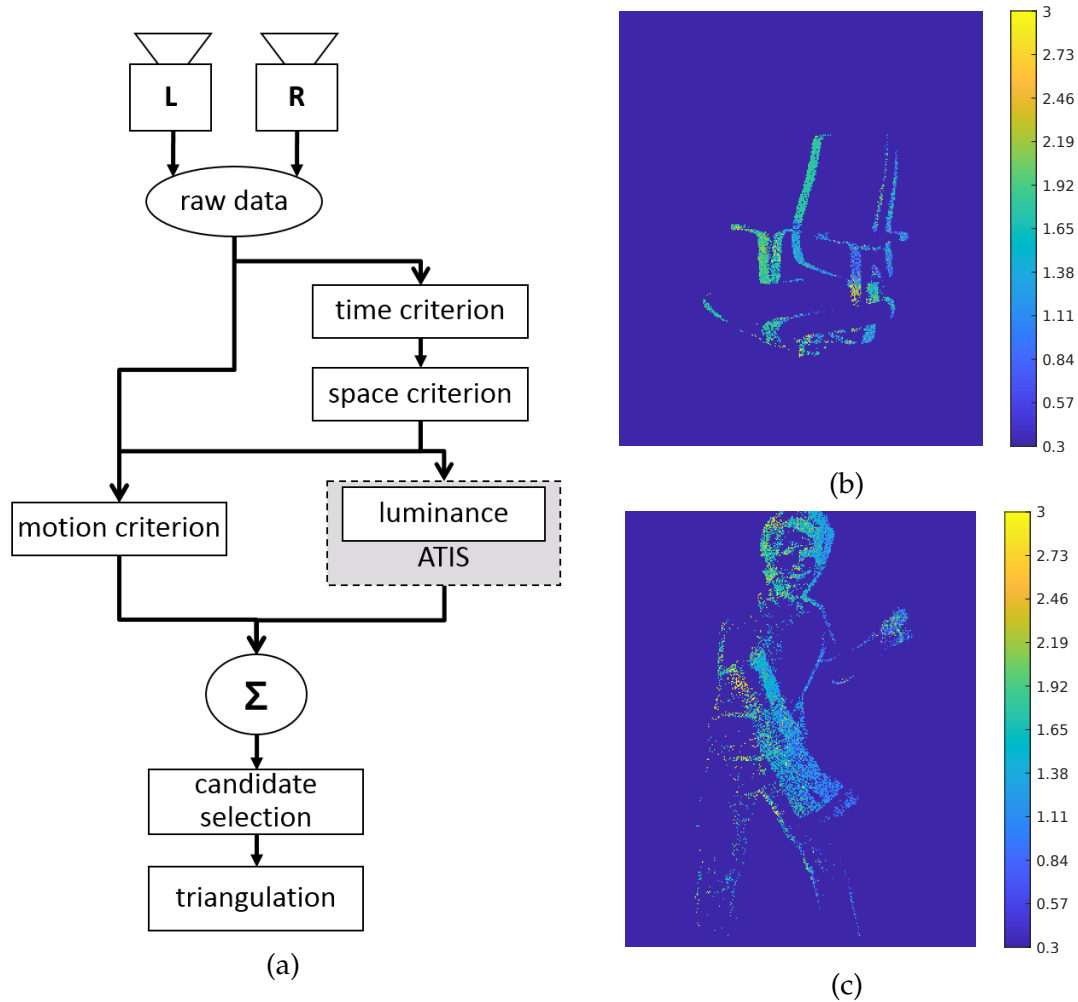 L
R
raw data
time criterion
space criterion
motion criterion
luminance
ATIS
Σ
candidate
selection
triangulation
(a)
3
2.73
2.46
2.19
1.92
1.65
1.38
1.11
0.84
0.57
0.3
(b)
3
2.73
2.46
2.19
1.92
1.65
1.38
1.11
0.84
0.57
0.3
(c)